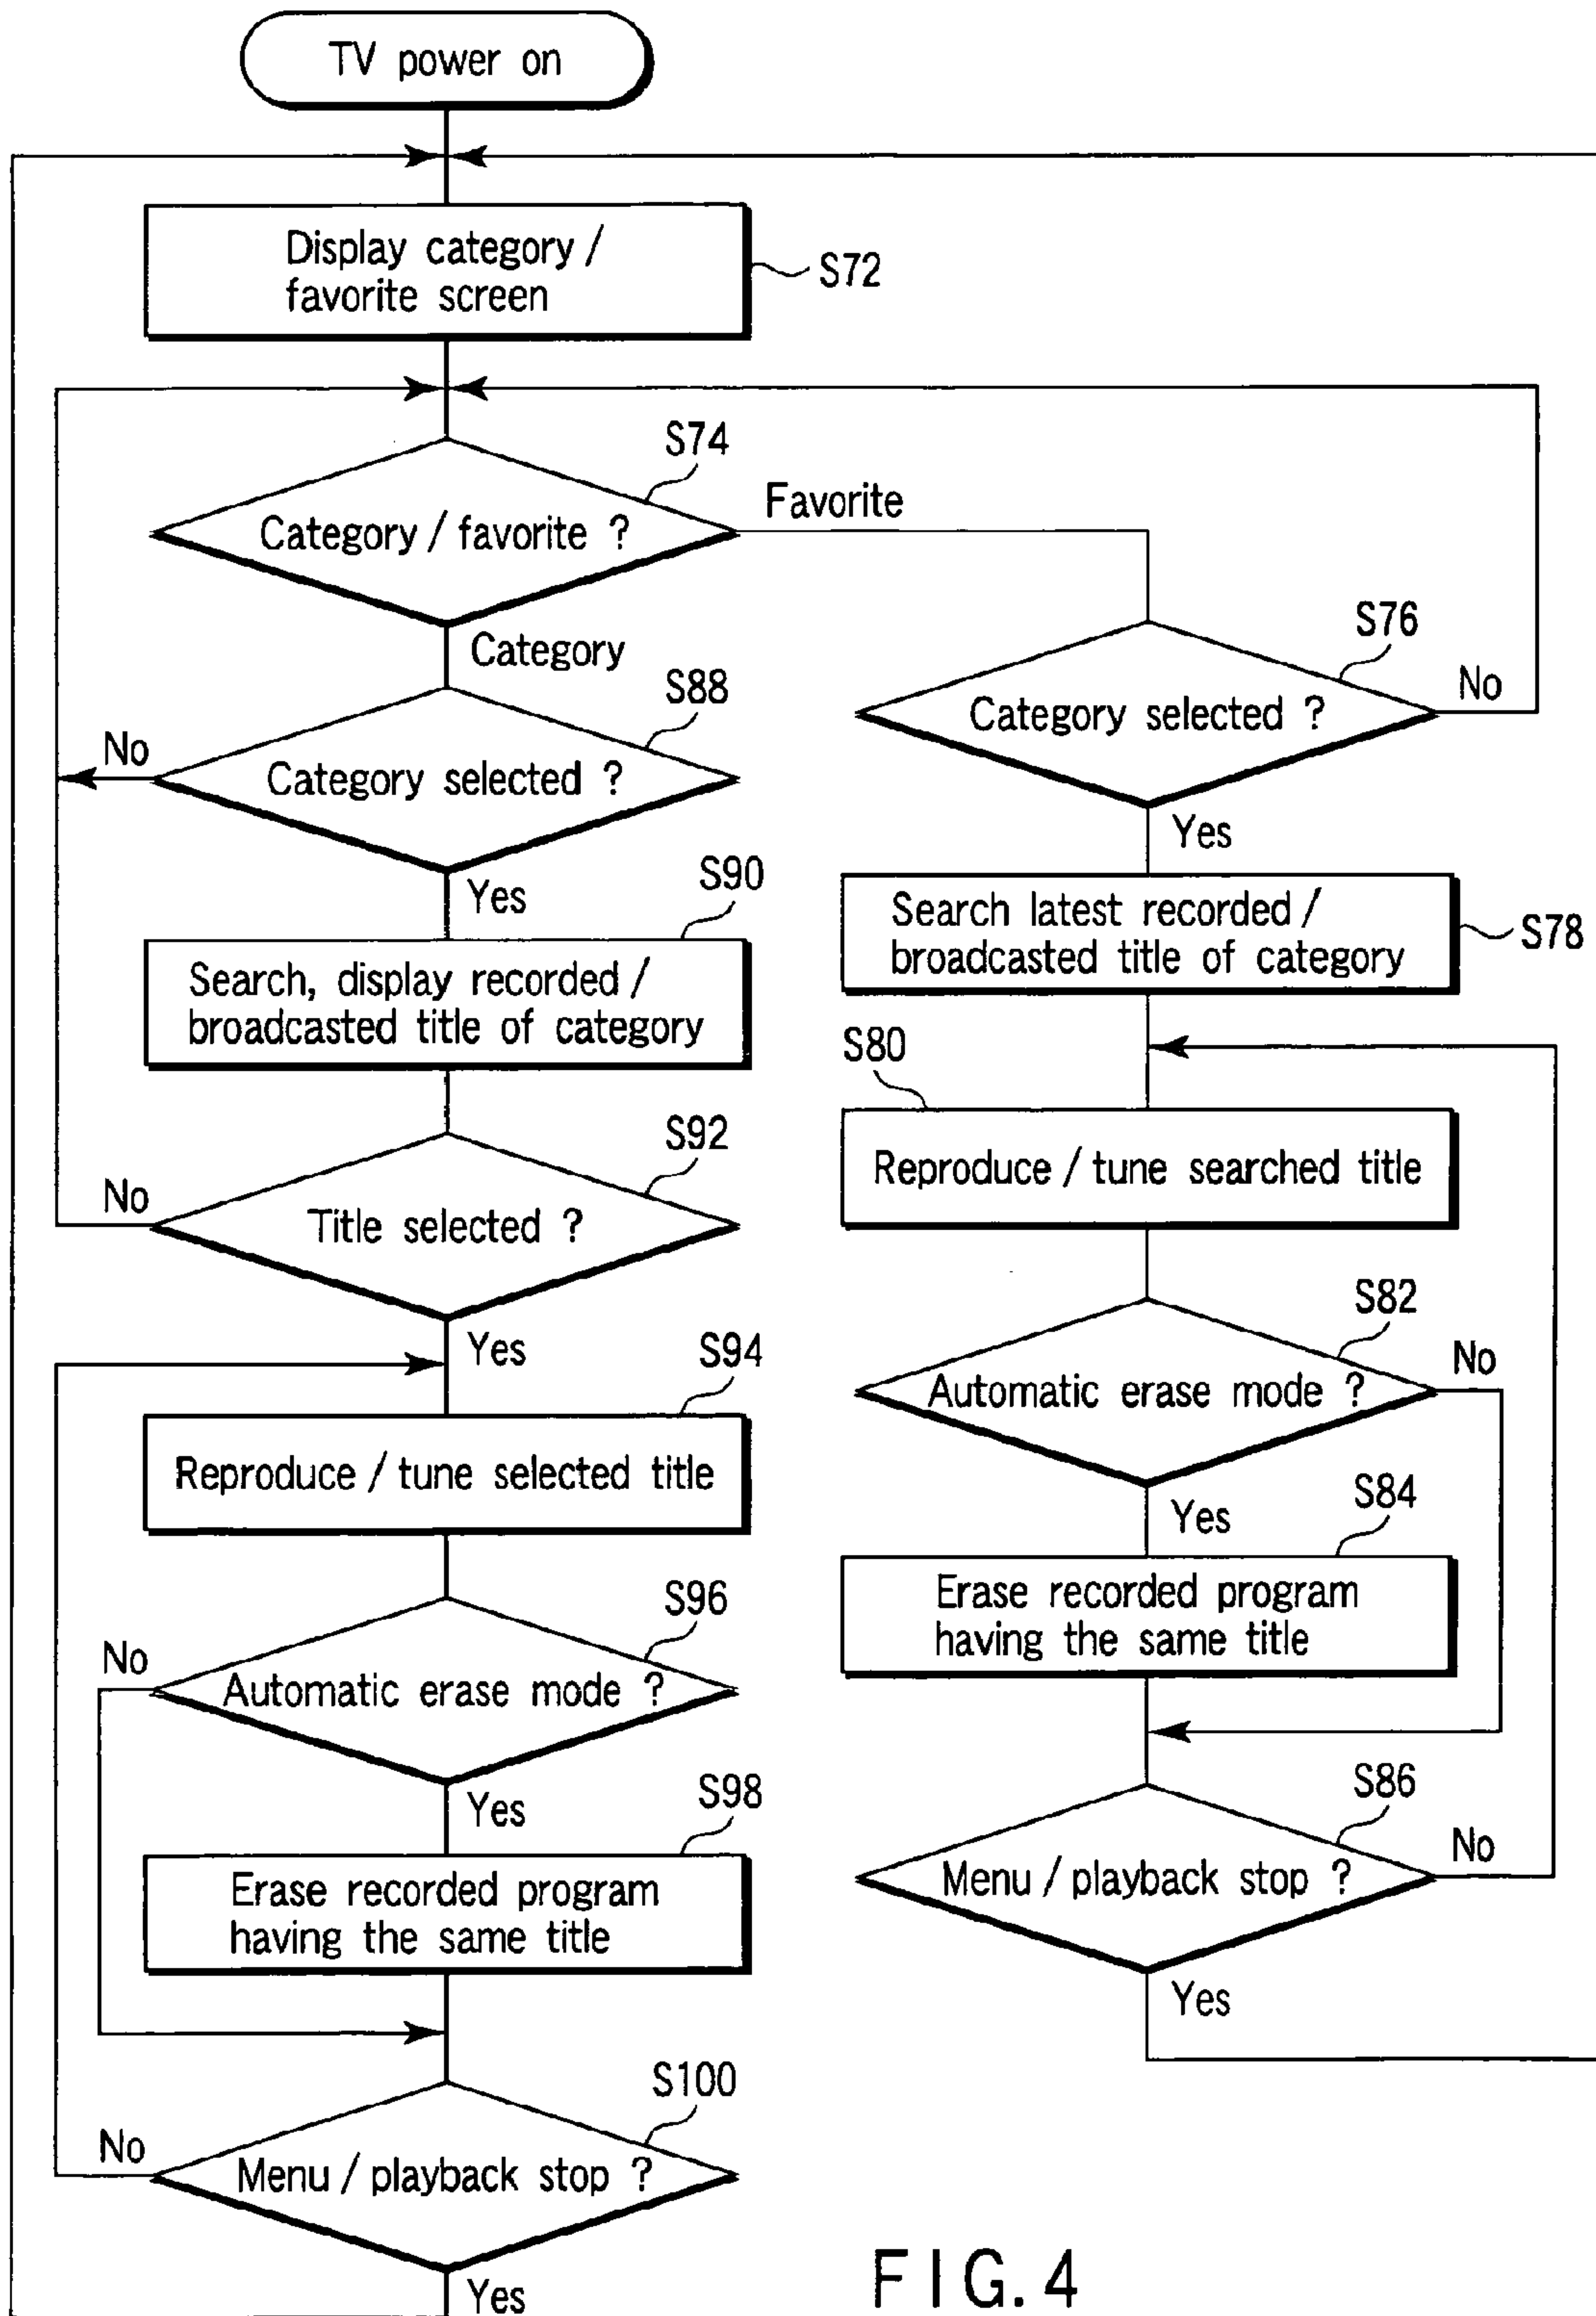 TV power on
Display category /
favorite screen
S72
S74
Category / favorite ?
Favorite
Category
S88
Category selected ?
No
Yes
S90
Search, display recorded /
broadcasted title of category
S92
Title selected ?
No
Yes
S94
Reproduce / tune selected title
S96
Automatic erase mode ?
No
Yes
S98
Erase recorded program
having the same title
S100
Menu / playback stop ?
No
Yes
S76
Category selected ?
No
Yes
Search latest recorded /
broadcasted title of category
S78
S80
Reproduce / tune searched title
S82
Automatic erase mode ?
No
Yes
S84
Erase recorded program
having the same title
S86
Menu / playback stop ?
No
Yes
FIG. 4